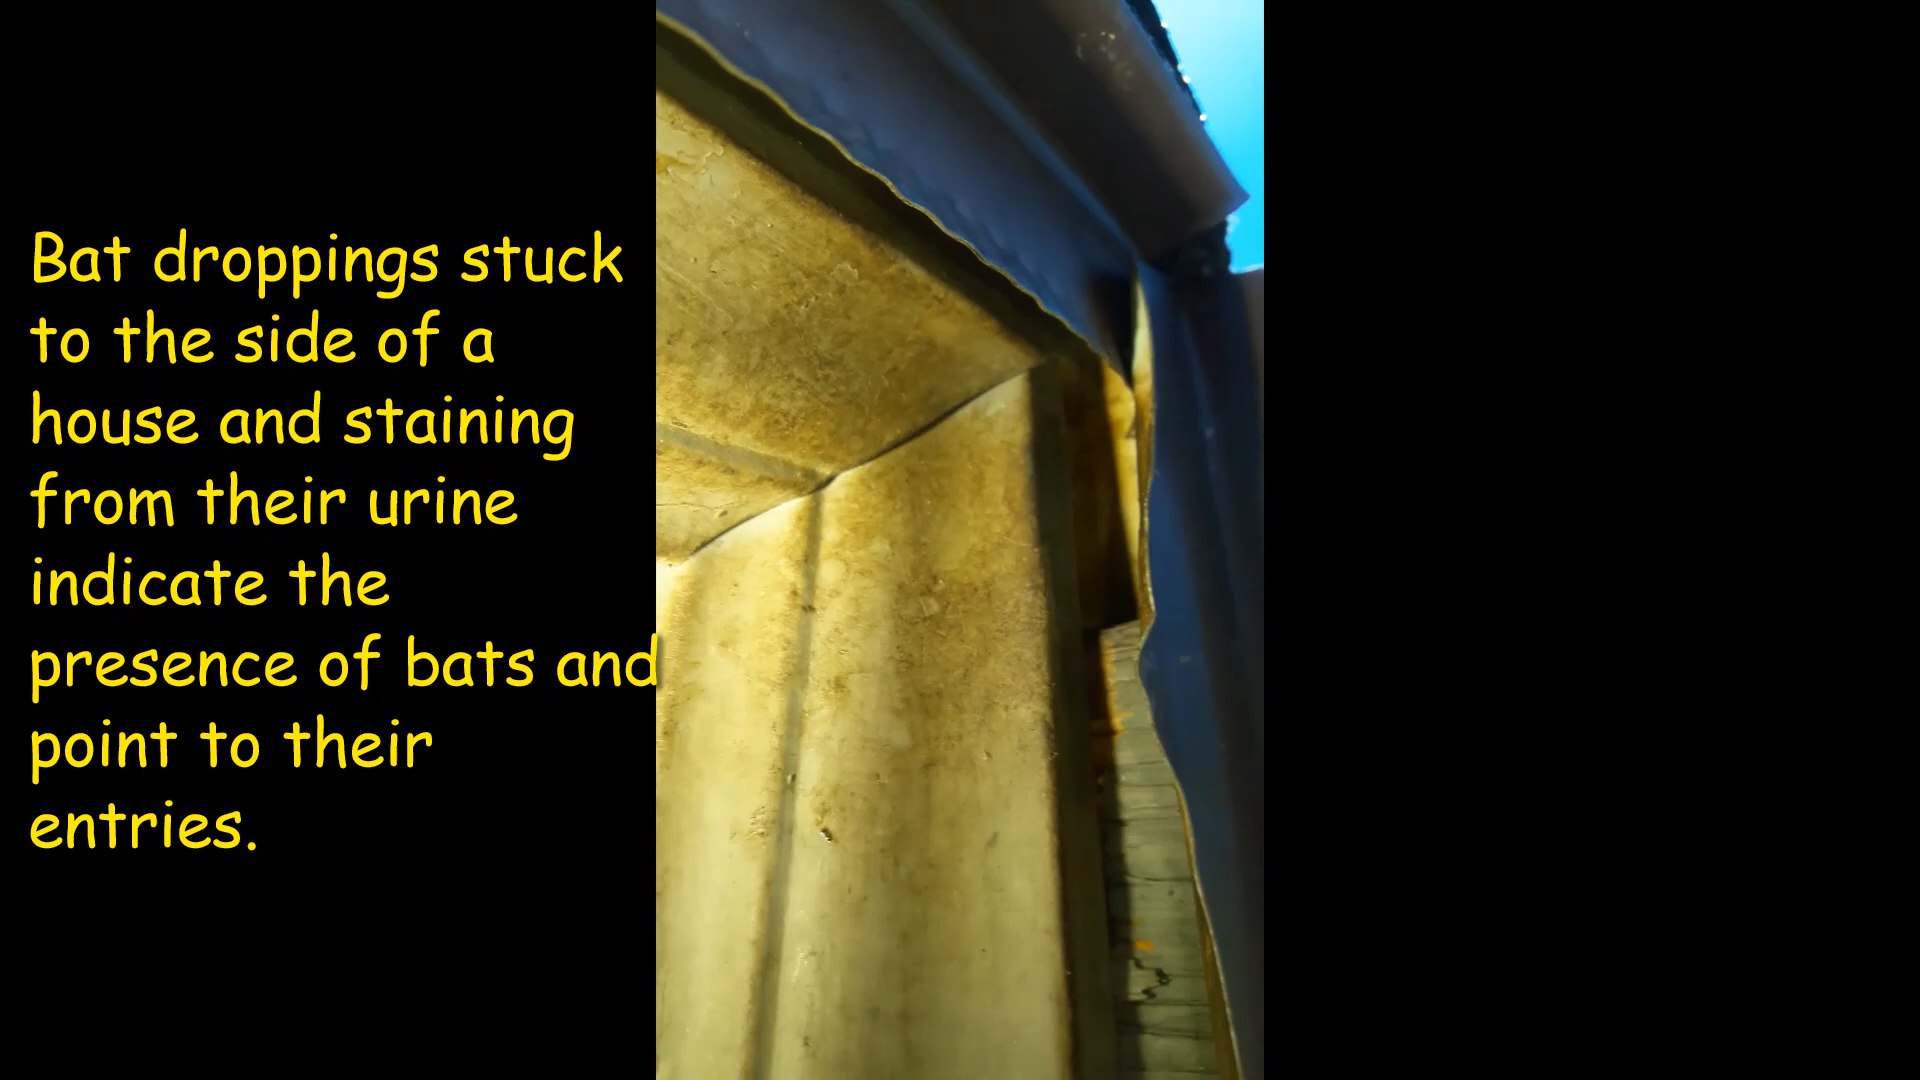 Bat droppings stuck
to the side of a
house and staining
from their urine
indicate the
presence of bats and
point to their
entries.